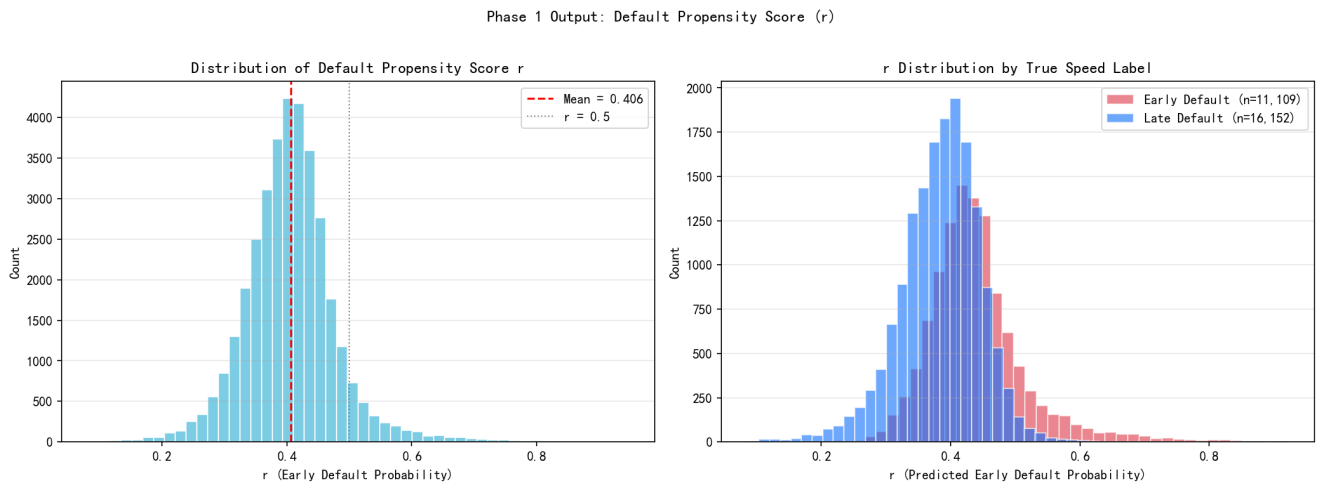 Phase 1 Output: Default Propensity Score (r)
Distribution of Default Propensity Score r
Mean = 0.406
r = 0.5
4000
3500
3000
2500
2000
1500
1000
500
0
Count
0.2
0.4
0.6
0.8
r (Early Default Probability)
r Distribution by True Speed Label
Early Default (n=11,109)
Late Default (n=16,152)
2000
1750
1500
1250
1000
750
500
250
0
Count
0.2
0.4
0.6
0.8
r (Predicted Early Default Probability)